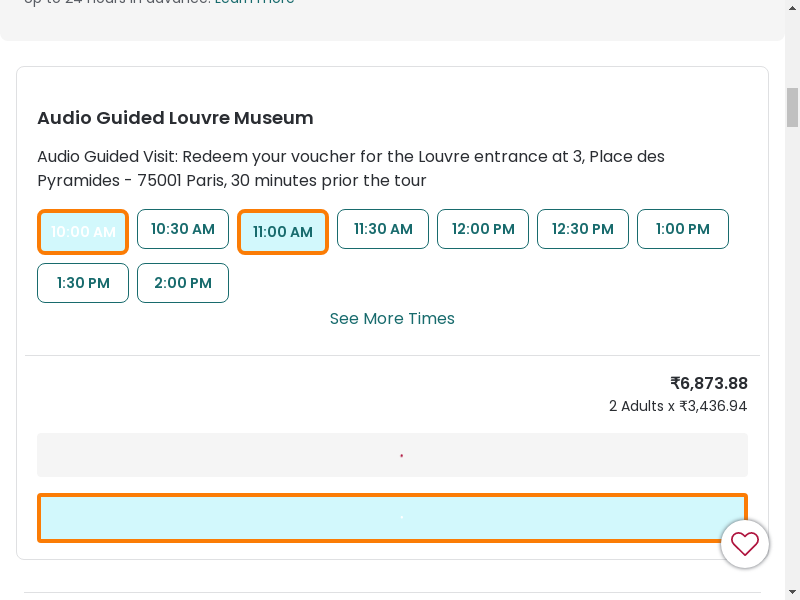 up to 24 hours in advance. Learn more
Audio Guided Louvre Museum
Audio Guided Visit: Redeem your voucher for the Louvre entrance at 3, Place des
Pyramides - 75001 Paris, 30 minutes prior the tour
10:00 AM
10:30 AM
11:00 AM
11:30 AM
12:00 PM
12:30 PM
1:00 PM
1:30 PM
2:00 PM
See More Times
₹6,873.88
2 Adults x ₹3,436.94